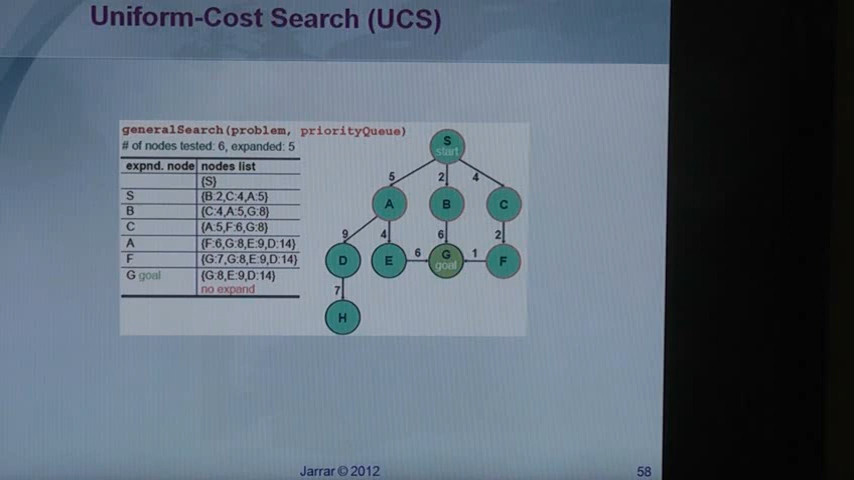 Uniform-Cost Search (UCS)
generalSearch(problem, priorityQueue)
# of nodes tested: 6, expanded: 5
expnd. node nodes list
{S}
S {B:2,C:4,A:5}
B {C:4,A:5,G:8}
C {A:5,F:6,G:8}
A {F:6,G:8,E:9,D:14}
F {G:7,G:8,E:9,D:14}
G goal {G:8,E:9,D:14}
no expand
S
start
5 2 4
A B C
9 4 6 2
D E 6 G goal 1 F
7
H
Jarrar © 2012
58